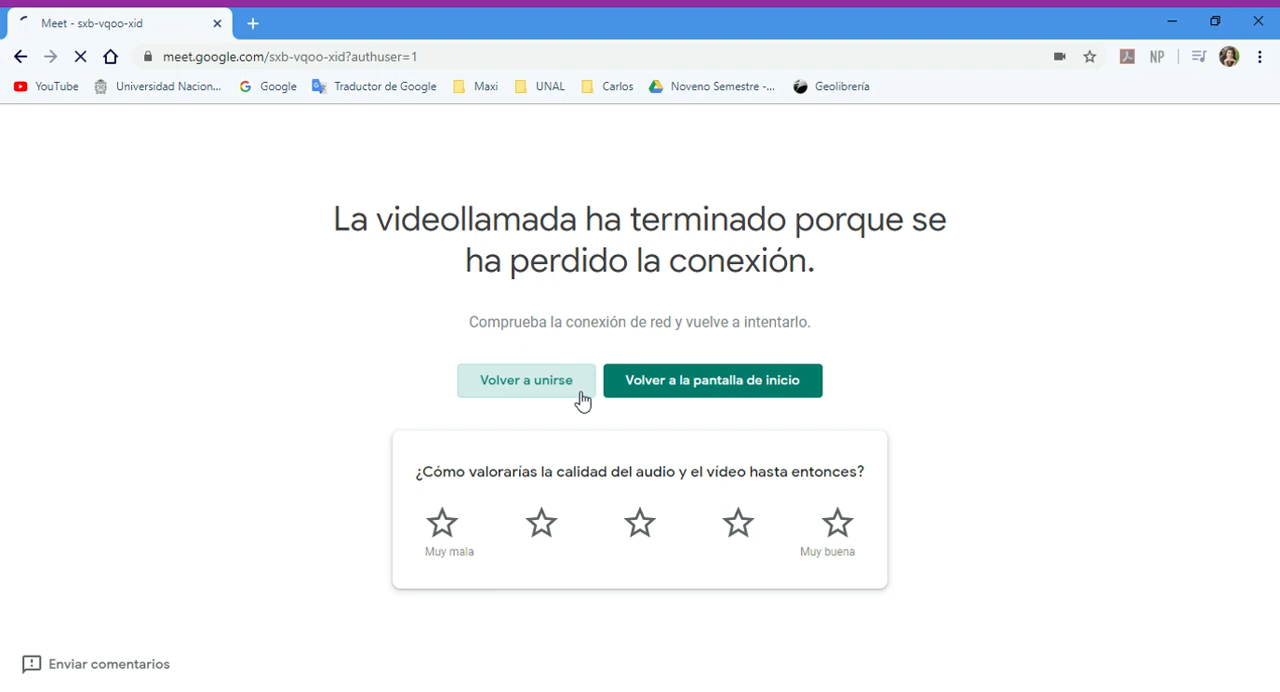 Meet - sxb-vqoo-xid
meet.google.com/sxb-vqoo-xid?authuser=1
NP
YouTube Universidad Nacion... Google Traductor de Google Maxi UNAL Carlos Noveno Semestre -... Geolibrería
La videollamada ha terminado porque se
ha perdido la conexión.
Comprueba la conexión de red y vuelve a intentarlo.
Volver a unirse Volver a la pantalla de inicio
¿Cómo valorarías la calidad del audio y el vídeo hasta entonces?
Muy mala Muy buena
Enviar comentarios